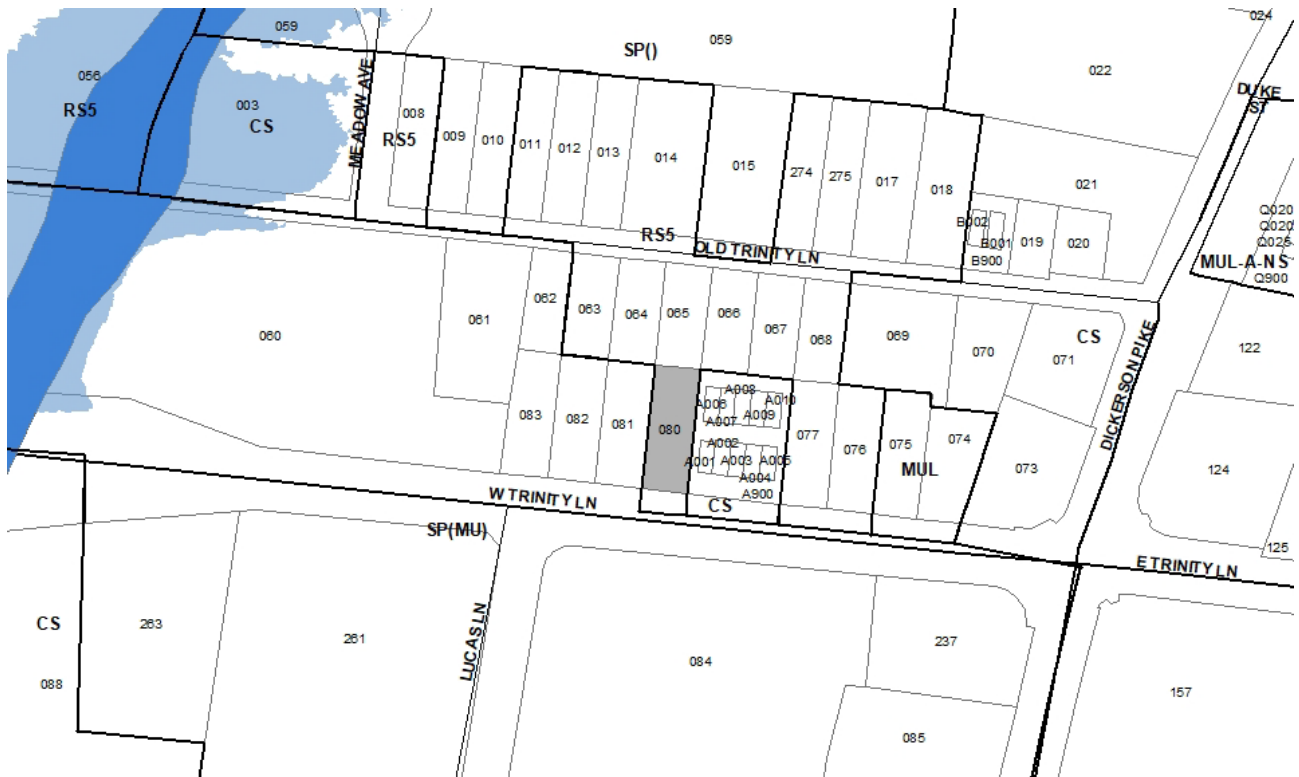 024
059
SP()
059
022
056
RS5
003
CS
MEADOW AVE
008
RS5
009
010
011
012
013
014
015
274
275
017
018
021
DUKE ST
B002
B001
B900
019
020
Q020
Q020
Q025
MUL-A-NS
Q900
RS5
OLD TRINITY LN
060
061
062
063
064
065
066
067
068
069
070
071
CS
DICKERSON PIKE
122
083
082
081
080
A006
A008
A010
A007
A009
A002
A001
A003
A005
A004
A900
077
076
075
074
MUL
073
124
125
W TRINITY LN
CS
E TRINITY LN
SP(MU)
CS
263
261
LUCAS LN
084
237
088
085
157